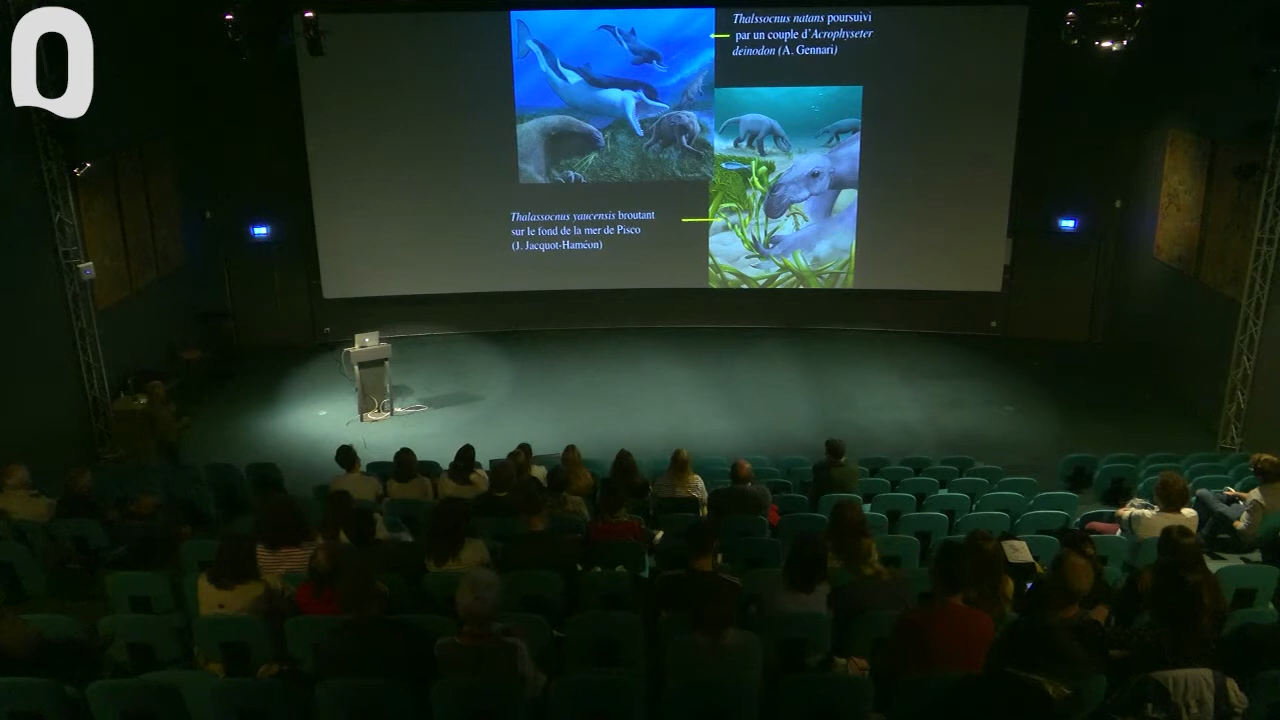 Q
Thalssocnus natans poursuivi
par un couple d'Acrophyseter
deinodon (A. Gennari)
Thalassocnus yaucensis broutant
sur le fond de la mer de Pisco
(J. Jacquot-Haméon)